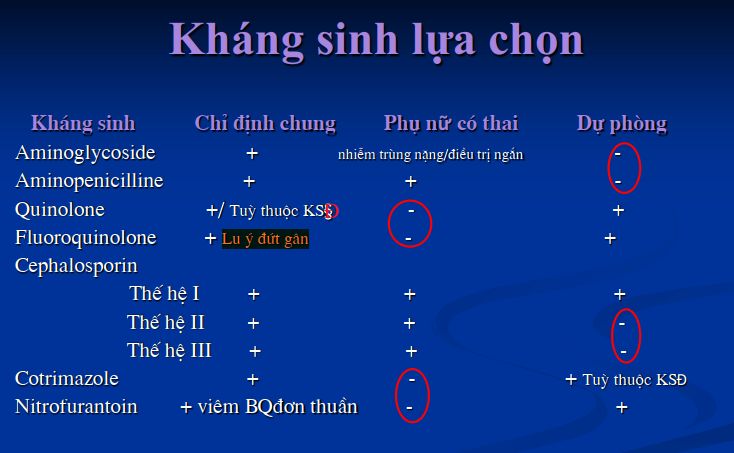 Kháng sinh lựa chọn
Kháng sinh Chỉ định chung Phụ nữ có thai Dự phòng
Aminoglycoside + nhiễm trùng nặng/điều trị ngắn -
Aminopenicilline + + -
Quinolone +/ Tuỳ thuộc KS§Đ - +
Fluoroquinolone + Lu ý đứt gân - +
Cephalosporin
Thế hệ I + + +
Thế hệ II + + -
Thế hệ III + + -
Cotrimazole + - + Tuỳ thuộc KSĐ
Nitrofurantoin + viêm BQđơn thuần - +